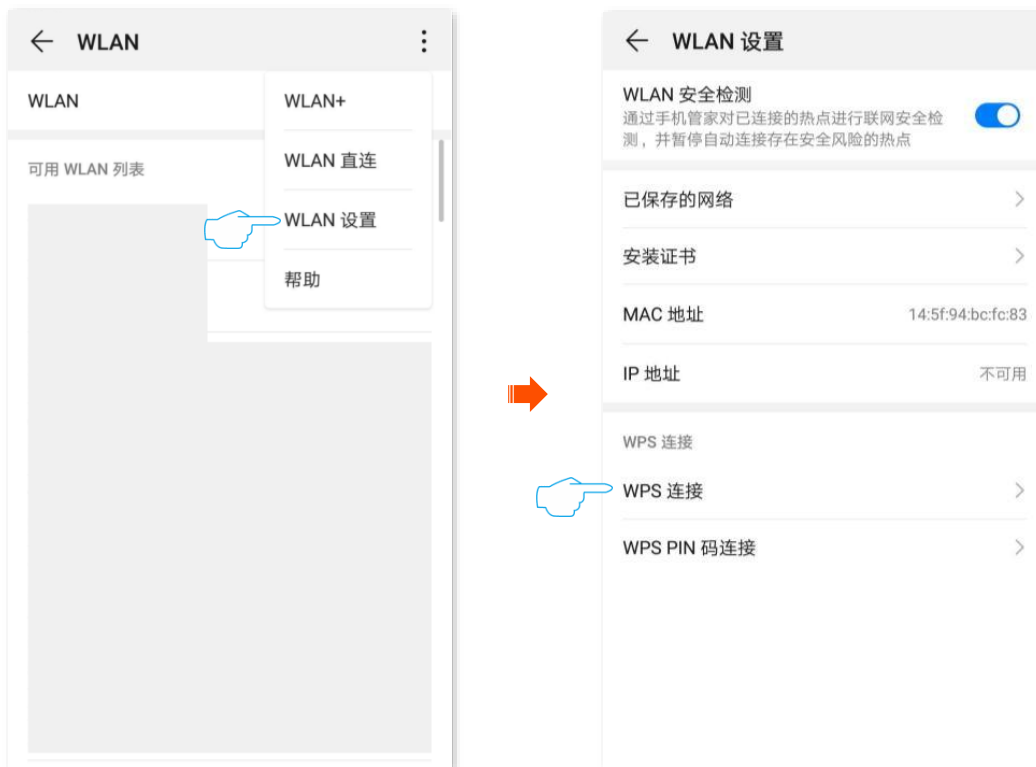 WLAN
WLAN
WLAN+
WLAN 直连
可用 WLAN 列表
WLAN 设置
帮助
WLAN 设置
WLAN 安全检测
通过手机管家对已连接的热点进行联网安全检
测，并暂停自动连接存在安全风险的热点
已保存的网络
安装证书
MAC 地址 14:5f:94:bc:fc:83
IP 地址 不可用
WPS 连接
WPS 连接
WPS PIN 码连接